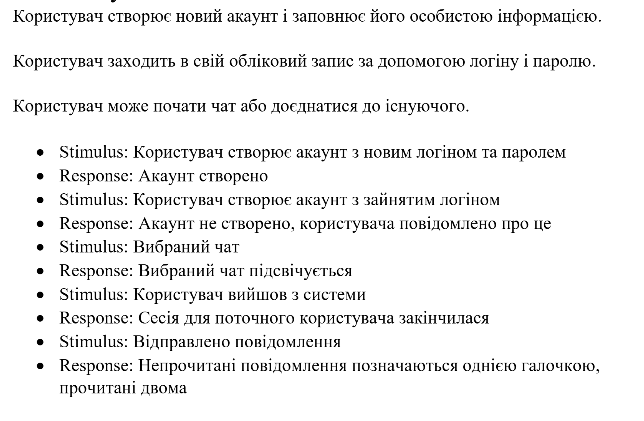 Користувач створює новий акаунт і заповнює його особистою інформацією.
Користувач заходить в свій обліковий запис за допомогою логіну і паролю.
Користувач може почати чат або доєднатися до існуючого.
• Stimulus: Користувач створює акаунт з новим логіном та паролем
• Response: Акаунт створено
• Stimulus: Користувач створює акаунт з зайнятим логіном
• Response: Акаунт не створено, користувача повідомлено про це
• Stimulus: Вибраний чат
• Response: Вибраний чат підсвічується
• Stimulus: Користувач вийшов з системи
• Response: Сесія для поточного користувача закінчилася
• Stimulus: Відправлено повідомлення
• Response: Непрочитані повідомлення позначаються однією галочкою,
прочитані двома